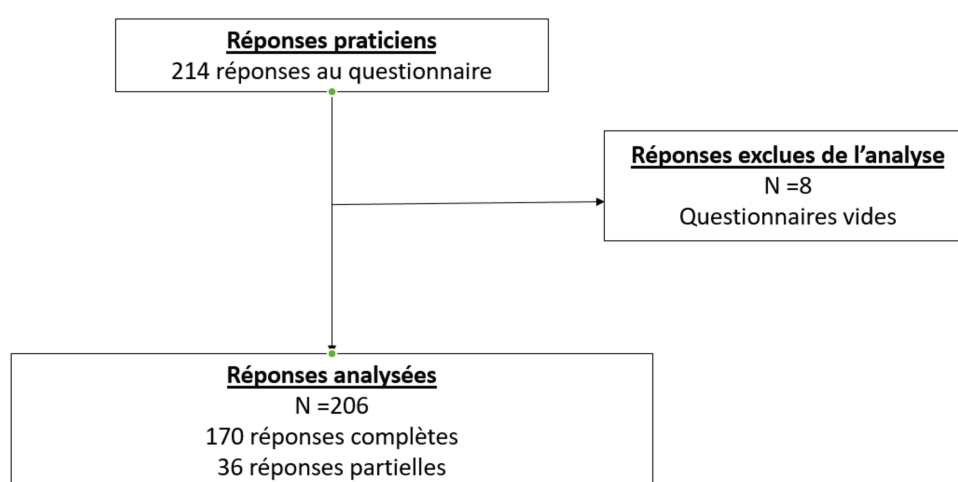 Réponses praticiens
214 réponses au questionnaire
Réponses exclues de l’analyse
N =8
Questionnaires vides
Réponses analysées
N =206
170 réponses complètes
36 réponses partielles